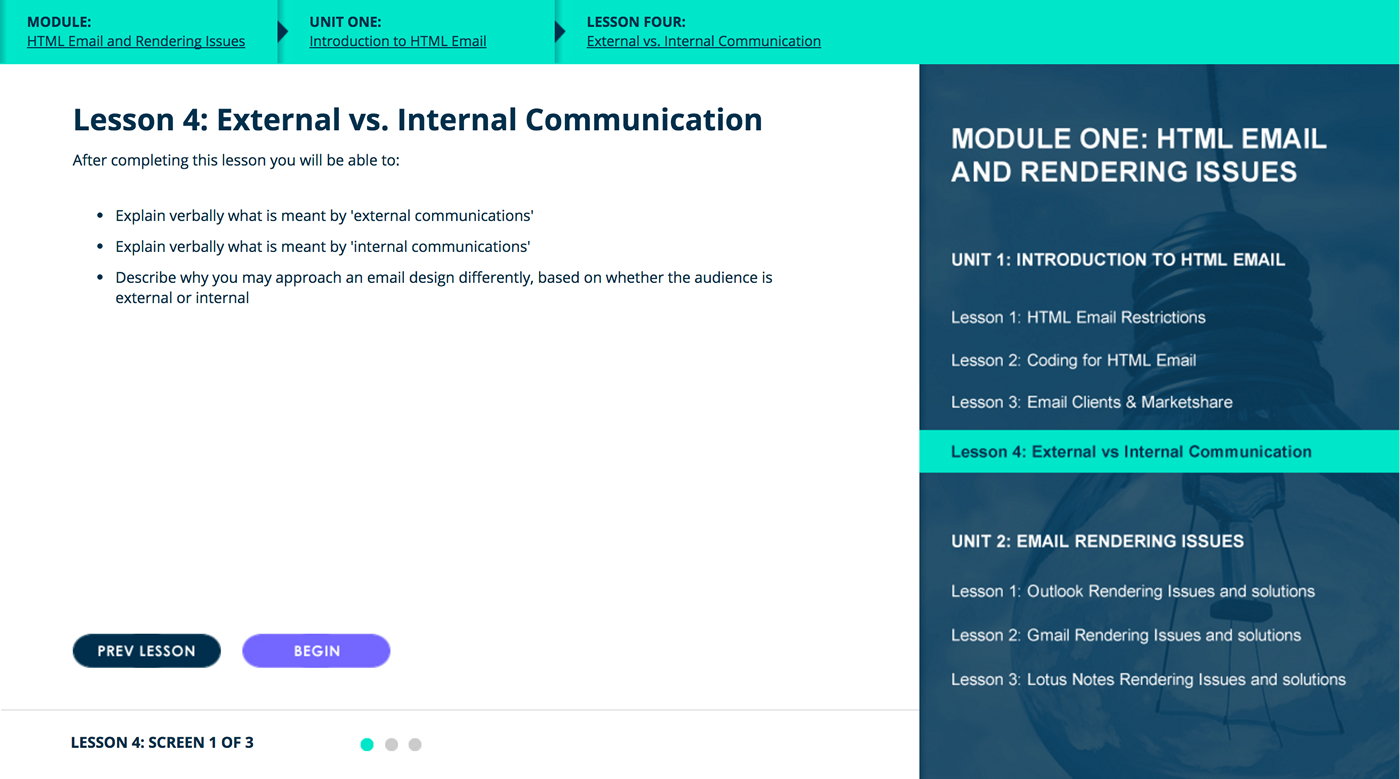 MODULE:
HTML Email and Rendering Issues
UNIT ONE:
Introduction to HTML Email
LESSON FOUR:
External vs. Internal Communication
Lesson 4: External vs. Internal Communication
After completing this lesson you will be able to:
• Explain verbally what is meant by 'external communications'
• Explain verbally what is meant by 'internal communications'
• Describe why you may approach an email design differently, based on whether the audience is
external or internal
PREV LESSON
BEGIN
LESSON 4: SCREEN 1 OF 3
MODULE ONE: HTML EMAIL
AND RENDERING ISSUES
UNIT 1: INTRODUCTION TO HTML EMAIL
Lesson 1: HTML Email Restrictions
Lesson 2: Coding for HTML Email
Lesson 3: Email Clients & Marketshare
Lesson 4: External vs Internal Communication
UNIT 2: EMAIL RENDERING ISSUES
Lesson 1: Outlook Rendering Issues and solutions
Lesson 2: Gmail Rendering Issues and solutions
Lesson 3: Lotus Notes Rendering Issues and solutions